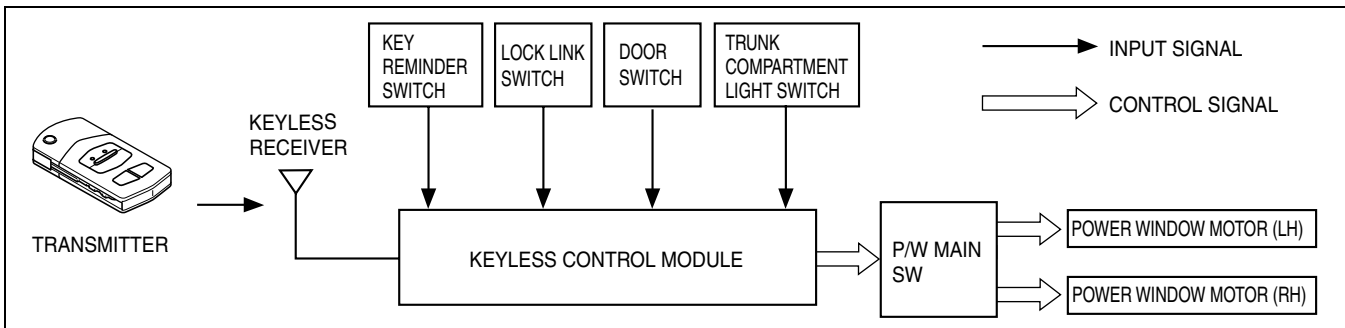 KEY
REMINDER
SWITCH
LOCK LINK
SWITCH
DOOR
SWITCH
TRUNK
COMPARTMENT
LIGHT SWITCH
INPUT SIGNAL
CONTROL SIGNAL
KEYLESS
RECEIVER
TRANSMITTER
KEYLESS CONTROL MODULE
P/W MAIN
SW
POWER WINDOW MOTOR (LH)
POWER WINDOW MOTOR (RH)